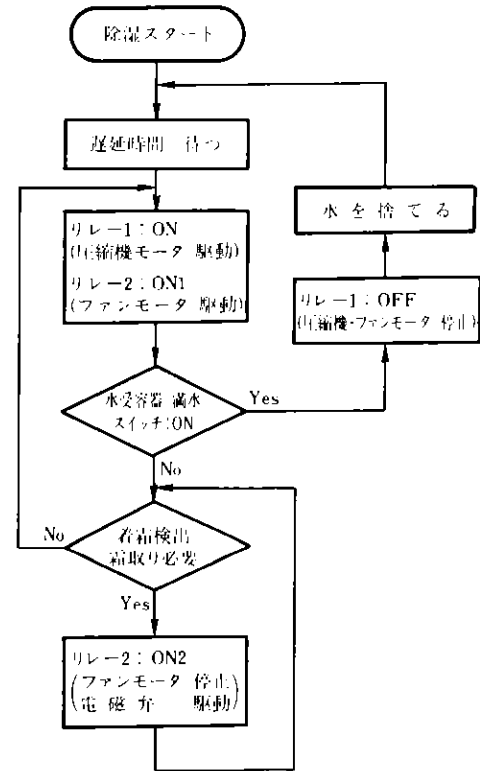 除湿スタート
遅延時間 待つ
リレー1:ON
(圧縮機モータ 駆動)
リレー2:ON1
(ファンモータ 駆動)
水を捨てる
リレー1:OFF
(圧縮機・ファンモータ 停止)
水受容器 満水
スイッチ:ON
Yes
No
着霜検出
霜取り必要
No
Yes
リレー2:ON2
(ファンモータ 停止
電磁弁 駆動)